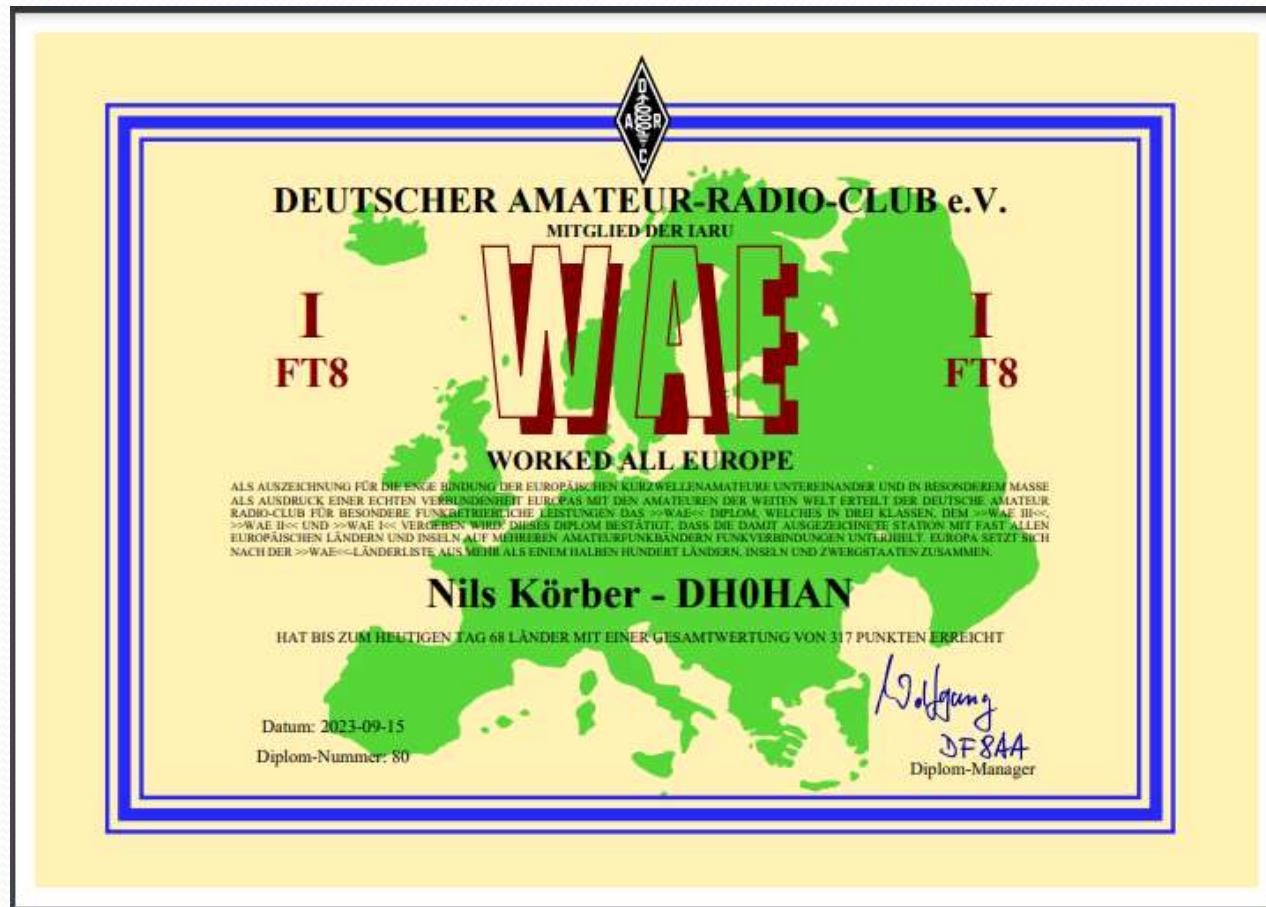 D
A R
C
DEUTSCHER AMATEUR-RADIO-CLUB e.V.
MITGLIED DER IARU
WAE
I
FT8
I
FT8
WORKED ALL EUROPE
ALS AUSZEICHNUNG FÜR DIE ENGE BINDUNG DER EUROPÄISCHEN KURZWELLENAMATEURE UNTEREINANDER UND IN BESONDEREM MASSE
ALS AUSDRUCK EINER ECHTEN VERBUNDENHEIT EUROPAS MIT DEN AMATEUREN DER WEITEN WELT ERTEILT DER DEUTSCHE AMATEUR
RADIO-CLUB FÜR BESONDERE FUNKBETRIEBLICHE LEISTUNGEN DAS >>WAE<< DIPLOM, WELCHES IN DREI KLASSEN, DEM >>WAE III<<,
>>WAE II<< UND >>WAE I<< VERGEBEN WIRD. DIESES DIPLOM BESTÄTIGT, DASS DIE DAMIT AUSGEZEICHNETE STATION MIT FAST ALLEN
EUROPÄISCHEN LÄNDERN UND INSELN AUF MEHREREN AMATEURFUNKBÄNDERN FUNKVERBINDUNGEN UNTERHIELT. EUROPA SETZT SICH
NACH DER >>WAE<<-LÄNDERLISTE AUS MEHR ALS EINEM HALBEN HUNDERT LÄNDERN, INSELN UND ZWERGSTAATEN ZUSAMMEN.
Nils Körber - DH0HAN
HAT BIS ZUM HEUTIGEN TAG 68 LÄNDER MIT EINER GESAMTWERTUNG VON 317 PUNKTEN ERREICHT
Wolfgang
DF8AA
Diplom-Manager
Datum: 2023-09-15
Diplom-Nummer: 80